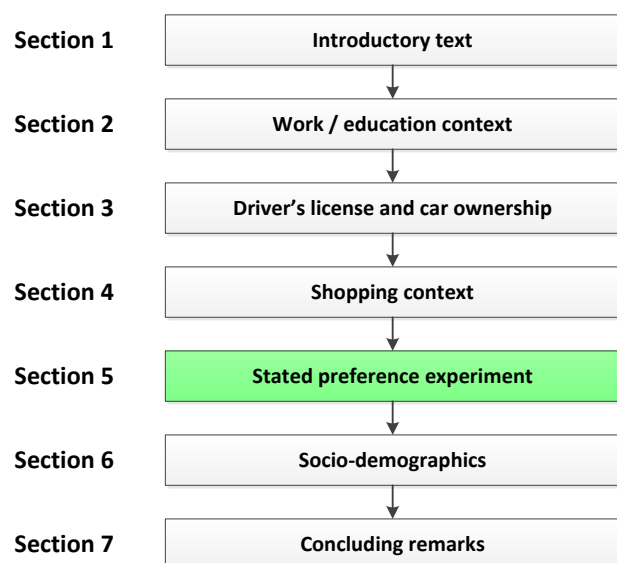 Section 1 Introductory text
Section 2 Work / education context
Section 3 Driver's license and car ownership
Section 4 Shopping context
Section 5 Stated preference experiment
Section 6 Socio-demographics
Section 7 Concluding remarks